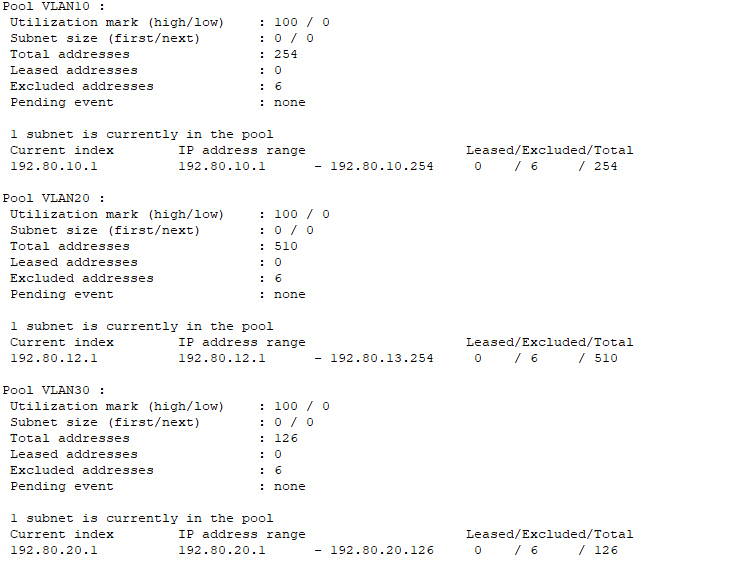 Pool VLAN10 :
Utilization mark (high/low) : 100 / 0
Subnet size (first/next) : 0 / 0
Total addresses : 254
Leased addresses : 0
Excluded addresses : 6
Pending event : none
1 subnet is currently in the pool
Current index IP address range Leased/Excluded/Total
192.80.10.1 192.80.10.1 - 192.80.10.254 0 / 6 / 254
Pool VLAN20 :
Utilization mark (high/low) : 100 / 0
Subnet size (first/next) : 0 / 0
Total addresses : 510
Leased addresses : 0
Excluded addresses : 6
Pending event : none
1 subnet is currently in the pool
Current index IP address range Leased/Excluded/Total
192.80.12.1 192.80.12.1 - 192.80.13.254 0 / 6 / 510
Pool VLAN30 :
Utilization mark (high/low) : 100 / 0
Subnet size (first/next) : 0 / 0
Total addresses : 126
Leased addresses : 0
Excluded addresses : 6
Pending event : none
1 subnet is currently in the pool
Current index IP address range Leased/Excluded/Total
192.80.20.1 192.80.20.1 - 192.80.20.126 0 / 6 / 126